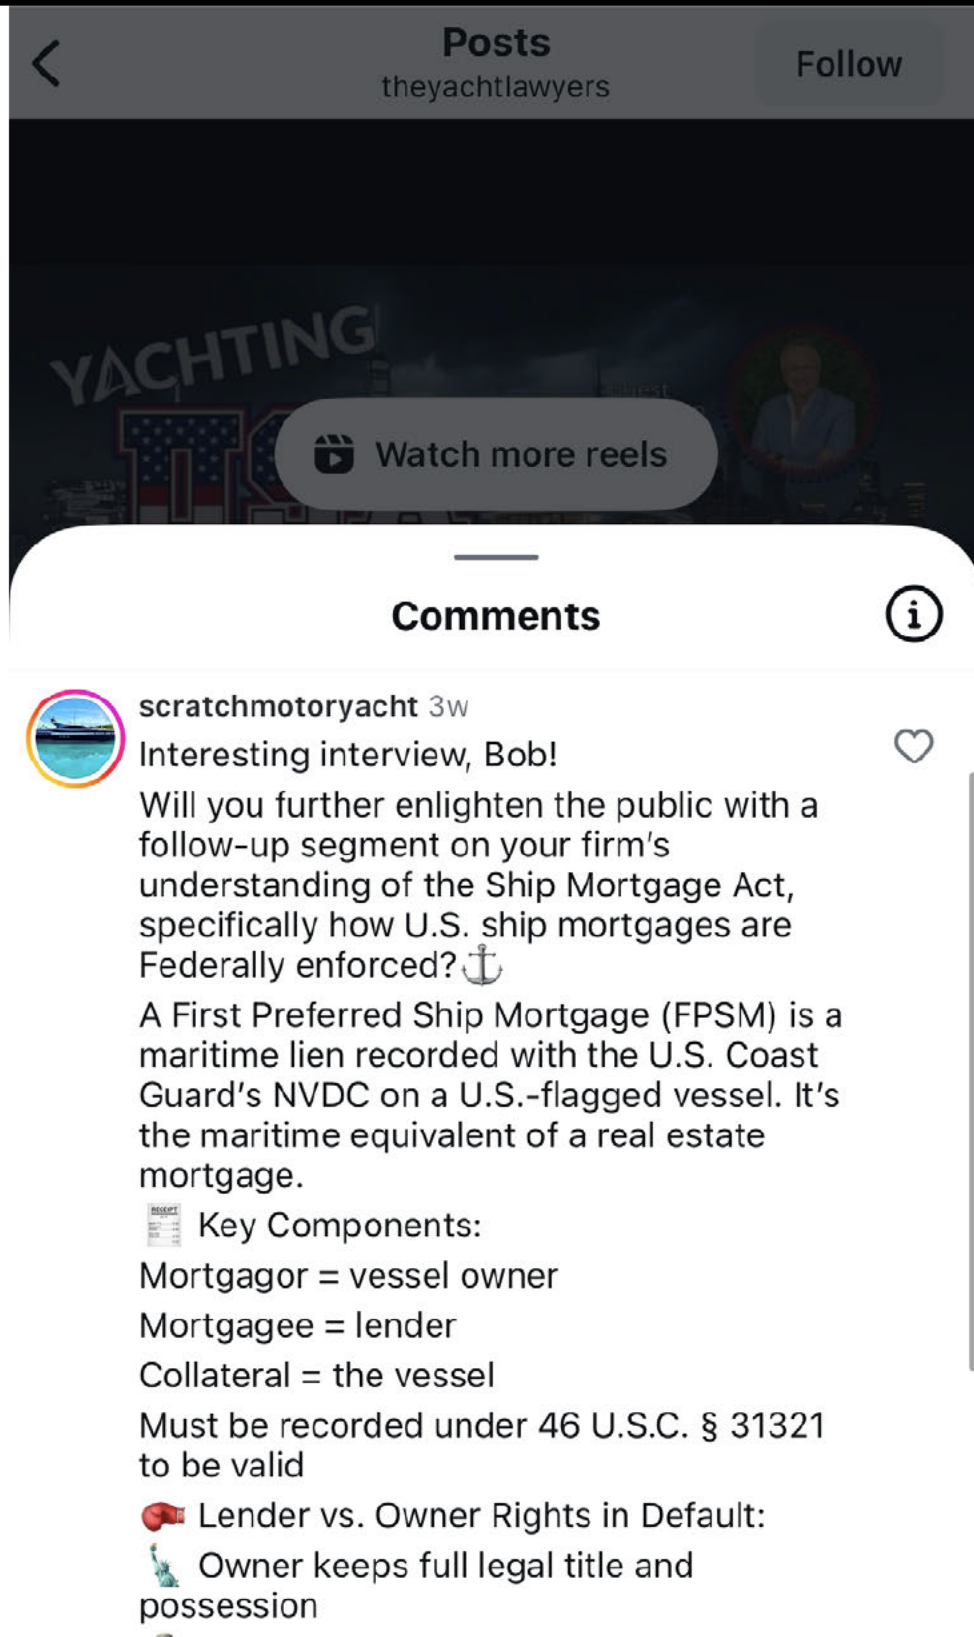 Posts
theyachtlawyers
Follow
YACHTING
USA
Watch more reels
Comments
scratchmotoryacht 3w
Interesting interview, Bob!
Will you further enlighten the public with a
follow-up segment on your firm's
understanding of the Ship Mortgage Act,
specifically how U.S. ship mortgages are
Federally enforced?⚓
A First Preferred Ship Mortgage (FPSM) is a
maritime lien recorded with the U.S. Coast
Guard's NVDC on a U.S.-flagged vessel. It's
the maritime equivalent of a real estate
mortgage.
🧾 Key Components:
Mortgagor = vessel owner
Mortgagee = lender
Collateral = the vessel
Must be recorded under 46 U.S.C. § 31321
to be valid
🥊 Lender vs. Owner Rights in Default:
🗽 Owner keeps full legal title and
possession